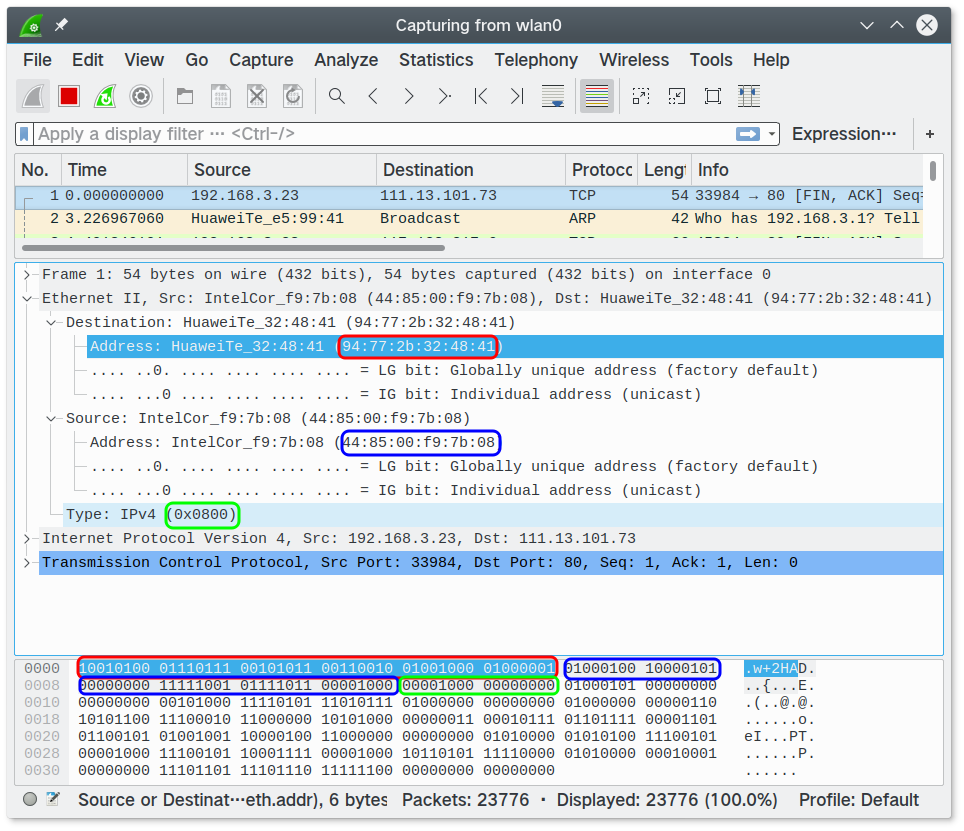 Capturing from wlan0
File Edit View Go Capture Analyze Statistics Telephony Wireless Tools Help
Apply a display filter ··· <Ctrl-/> Expression··· +
No. Time Source Destination Protocc Leng Info
1 0.000000000 192.168.3.23 111.13.101.73 TCP 54 33984 → 80 [FIN, ACK] Seq=
2 3.226967060 HuaweiTe_e5:99:41 Broadcast ARP 42 Who has 192.168.3.1? Tell
Frame 1: 54 bytes on wire (432 bits), 54 bytes captured (432 bits) on interface 0
Ethernet II, Src: IntelCor_f9:7b:08 (44:85:00:f9:7b:08), Dst: HuaweiTe_32:48:41 (94:77:2b:32:48:41)
Destination: HuaweiTe_32:48:41 (94:77:2b:32:48:41)
Address: HuaweiTe_32:48:41 (94:77:2b:32:48:41)
.... ..0. .... .... .... .... = LG bit: Globally unique address (factory default)
.... ...0 .... .... .... .... = IG bit: Individual address (unicast)
Source: IntelCor_f9:7b:08 (44:85:00:f9:7b:08)
Address: IntelCor_f9:7b:08 (44:85:00:f9:7b:08
.... ..0. .... .... .... .... = LG bit: Globally unique address (factory default)
.... ...0 .... .... .... .... = IG bit: Individual address (unicast)
Type: IPv4 (0x0800)
Internet Protocol Version 4, Src: 192.168.3.23, Dst: 111.13.101.73
Transmission Control Protocol, Src Port: 33984, Dst Port: 80, Seq: 1, Ack: 1, Len: 0
0000 10010100 01110111 00101011 00110010 01001000 01000001 01000100 10000101 .w+2HAD.
0008 00000000 11111001 01111011 00001000 00001000 00000000 01000101 00000000 ..{...E.
0010 00000000 00101000 11110101 11010111 01000000 00000000 01000000 00000110 .(..@.@.
0018 10101100 11100010 11000000 10101000 00000011 00010111 01101111 00001101 ......o.
0020 01100101 01001001 10000100 11000000 00000000 01010000 01010100 11100101 eI...PT.
0028 00001000 11100101 10001111 00001000 10110101 11110000 01010000 00010001 ......P.
0030 00000000 11101101 11101110 11111100 00000000 00000000 ......
Source or Destinat···eth.addr), 6 bytes Packets: 23776 · Displayed: 23776 (100.0%) Profile: Default